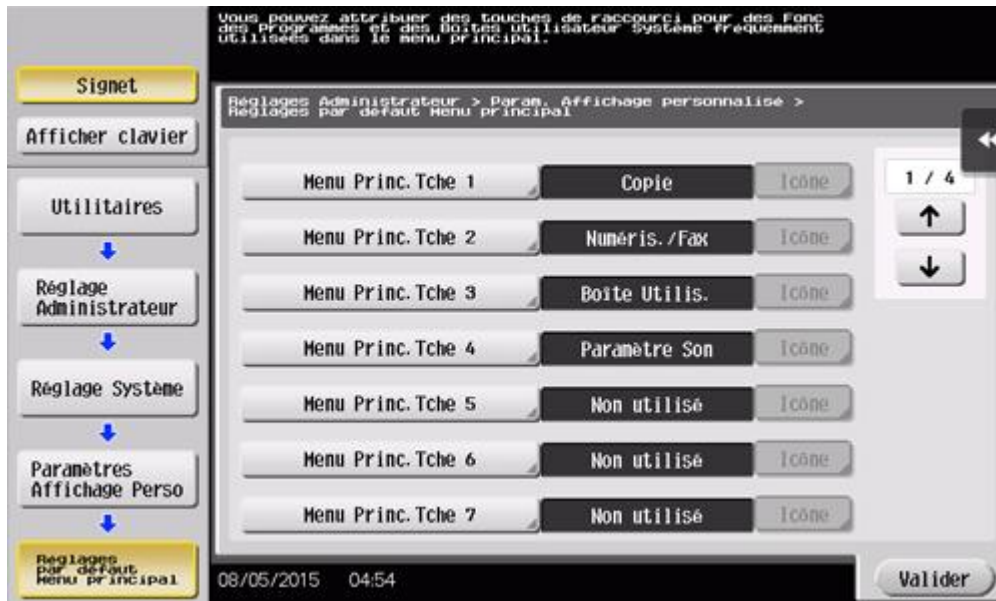 Vous pouvez attribuer des touches de raccourci pour des Fonc
des Programmes et des Boîtes utilisateur Système fréquemment
utilisées dans le menu principal.
Signet
Afficher clavier
Utilitaires
Réglage
Administrateur
Réglage Système
Paramètres
Affichage Perso
Réglages
par défaut
Menu principal
Réglages Administrateur > Param. Affichage personnalisé >
Réglages par défaut Menu principal
Menu Princ.Tche 1 Copie Icône
Menu Princ.Tche 2 Numéris./Fax Icône
Menu Princ.Tche 3 Boîte Utilis. Icône
Menu Princ.Tche 4 Paramètre Son Icône
Menu Princ.Tche 5 Non utilisé Icône
Menu Princ.Tche 6 Non utilisé Icône
Menu Princ.Tche 7 Non utilisé Icône
1 / 4
08/05/2015 04:54
Valider